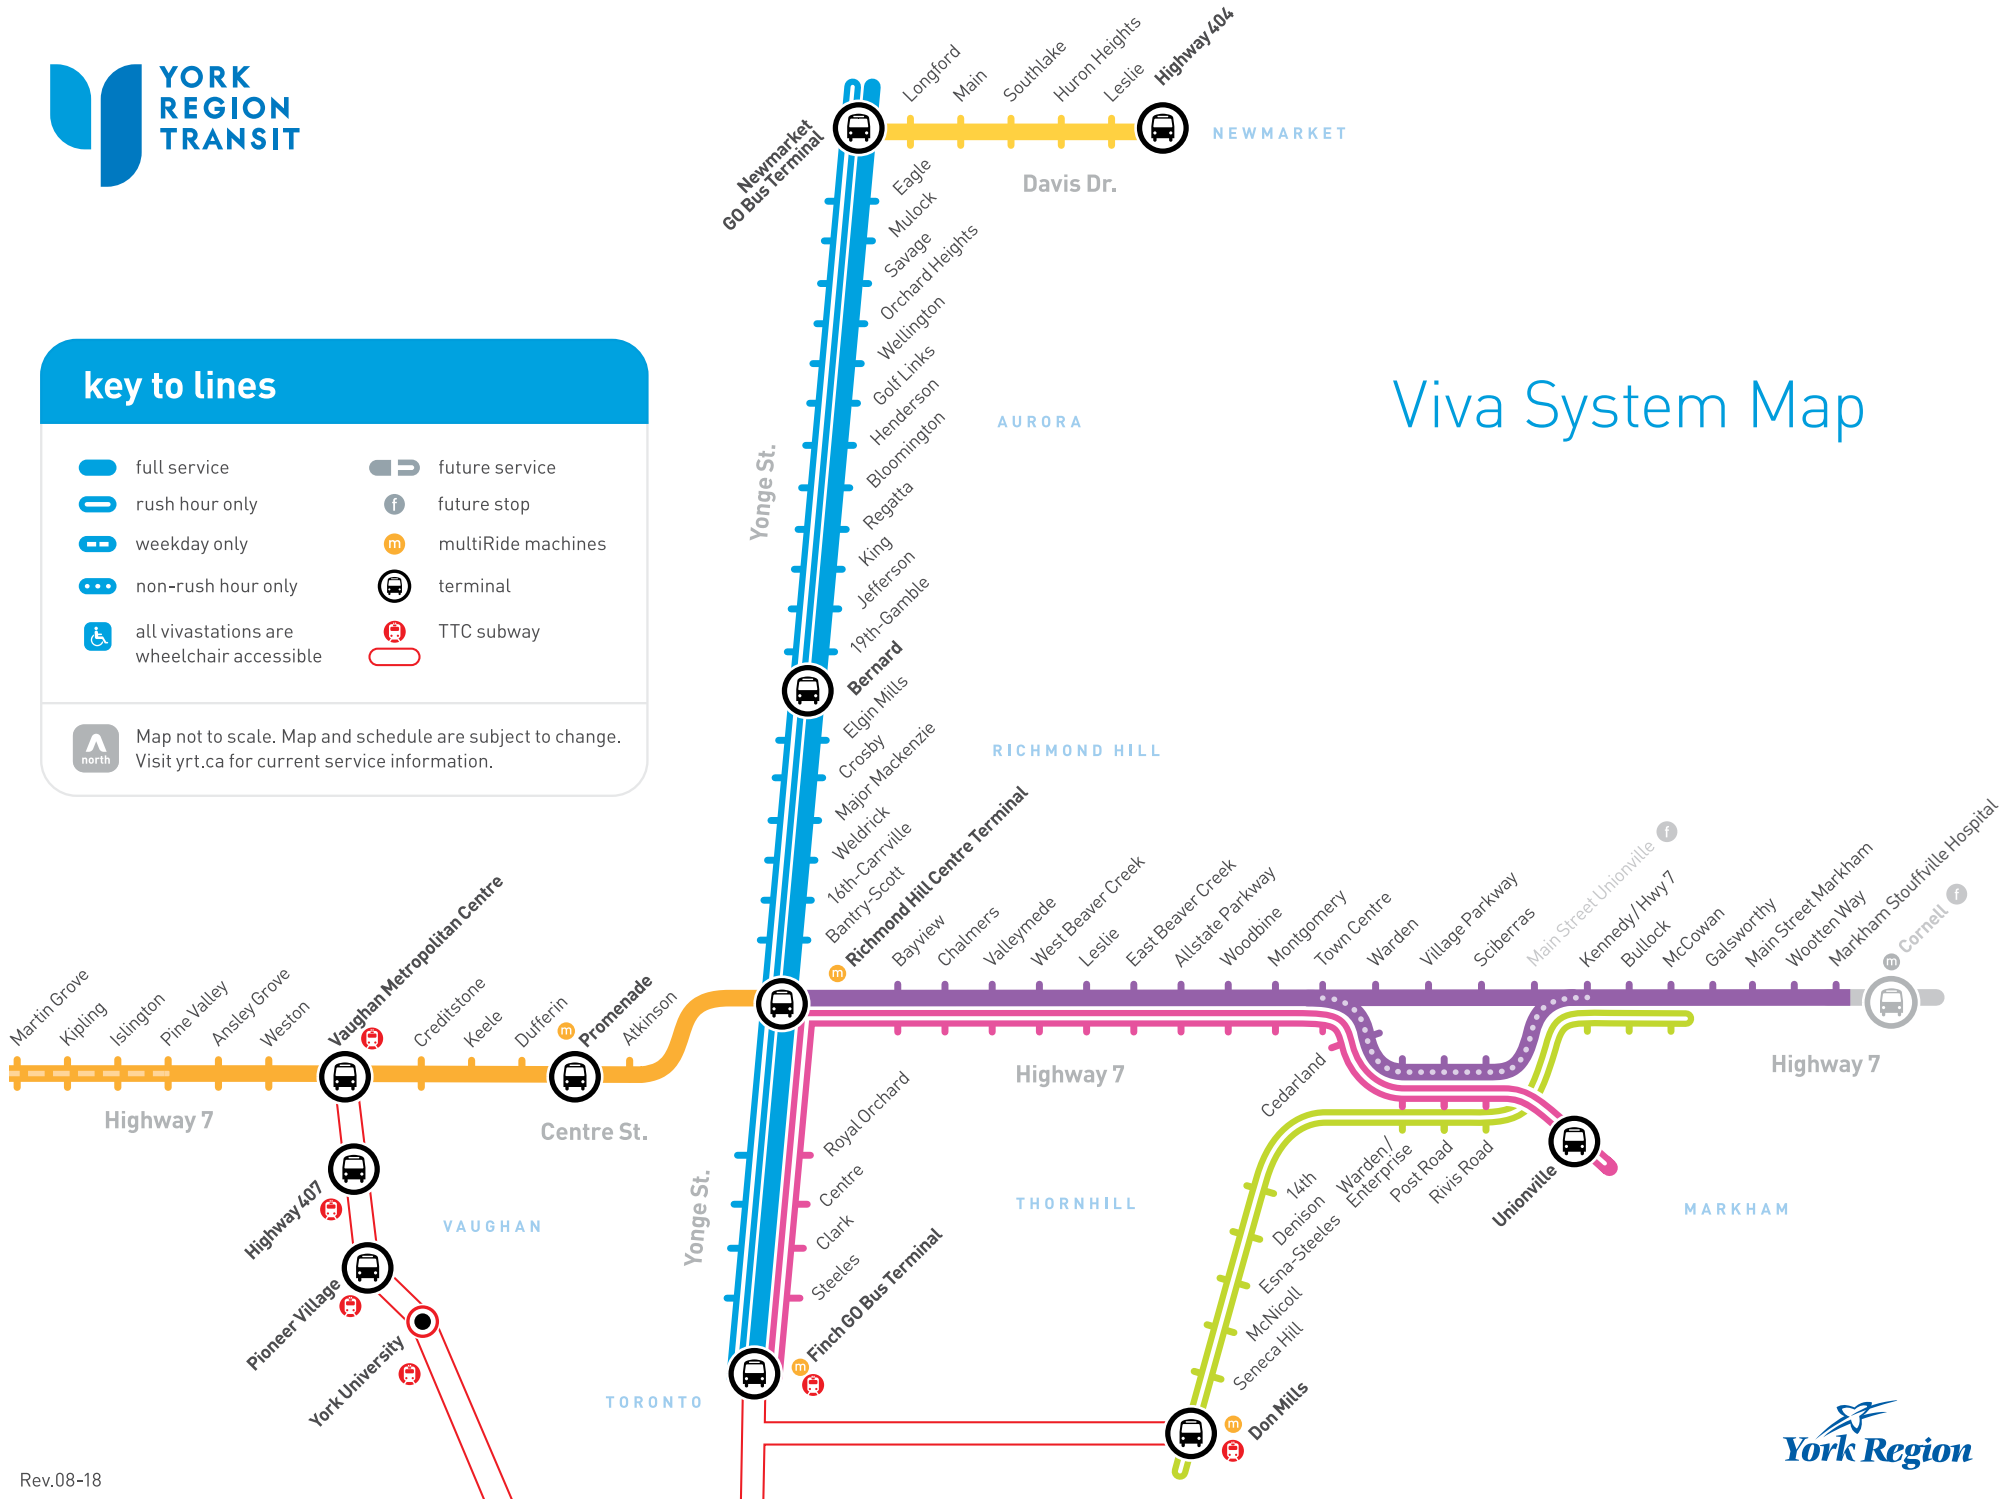 YORK
REGION
TRANSIT
Viva System Map
key to lines
full service
rush hour only
weekday only
non-rush hour only
all vivastations are
wheelchair accessible
future service
f
future stop
m
multiRide machines
terminal
TTC subway
north
Map not to scale. Map and schedule are subject to change.
Visit yrt.ca for current service information.
Newmarket
GO Bus Terminal
Longford
Main
Southlake
Huron Heights
Leslie
Highway 404
NEWMARKET
Davis Dr.
Eagle
Mulock
Savage
Orchard Heights
Wellington
Golf Links
Henderson
Bloomington
Regatta
King
Jefferson
19th-Gamble
Bernard
Elgin Mills
Crosby
Major Mackenzie
Weldrick
16th-Carrville
Bantry-Scott
m
Richmond Hill Centre Terminal
Yonge St.
AURORA
RICHMOND HILL
Martin Grove
Kipling
Islington
Pine Valley
Ansley Grove
Weston
Vaughan Metropolitan Centre
Creditstone
Keele
Dufferin
m
Promenade
Atkinson
Highway 7
Centre St.
Bayview
Chalmers
Valleymede
West Beaver Creek
Leslie
East Beaver Creek
Allstate Parkway
Woodbine
Montgomery
Town Centre
Warden
Village Parkway
Sciberras
Main Street Unionville
f
Kennedy/Hwy 7
Bullock
McCowan
Galsworthy
Main Street Markham
Wootten Way
Markham Stouffville Hospital
m
Cornell
f
Highway 7
Highway 7
Cedarland
Warden/
Enterprise
Post Road
Rivis Road
Unionville
MARKHAM
14th
Denison
Esna-Steeles
McNicoll
Seneca Hill
m
Don Mills
THORNHILL
Royal Orchard
Centre
Clark
Steeles
m
Finch GO Bus Terminal
Yonge St.
TORONTO
VAUGHAN
Highway 407
Pioneer Village
York University
York Region
Rev.08-18